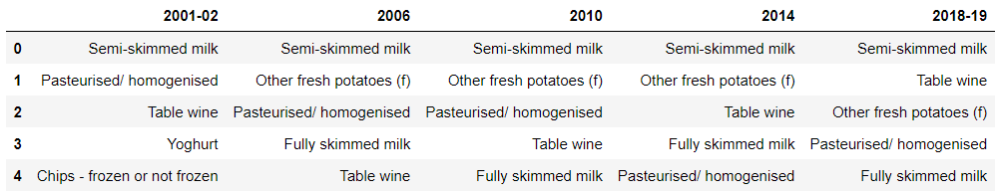 2001-02 2006 2010 2014 2018-19
0 Semi-skimmed milk Semi-skimmed milk Semi-skimmed milk Semi-skimmed milk Semi-skimmed milk
1 Pasteurised/ homogenised Other fresh potatoes (f) Other fresh potatoes (f) Other fresh potatoes (f) Table wine
2 Table wine Pasteurised/ homogenised Pasteurised/ homogenised Table wine Other fresh potatoes (f)
3 Yoghurt Fully skimmed milk Table wine Fully skimmed milk Pasteurised/ homogenised
4 Chips - frozen or not frozen Table wine Fully skimmed milk Pasteurised/ homogenised Fully skimmed milk